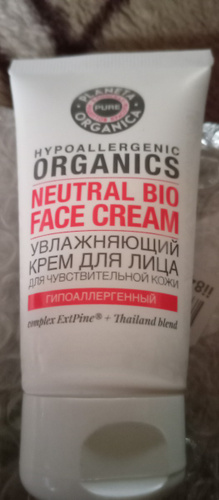 PLANETA
PURE
ORGANICA
HYPOALLERGENIC
ORGANICS
NEUTRAL BIO
FACE CREAM
УВЛАЖНЯЮЩИЙ
КРЕМ ДЛЯ ЛИЦА
ДЛЯ ЧУВСТВИТЕЛЬНОЙ КОЖИ
ГИПОАЛЛЕРГЕННЫЙ
complex ExtPine® + Thailand blend